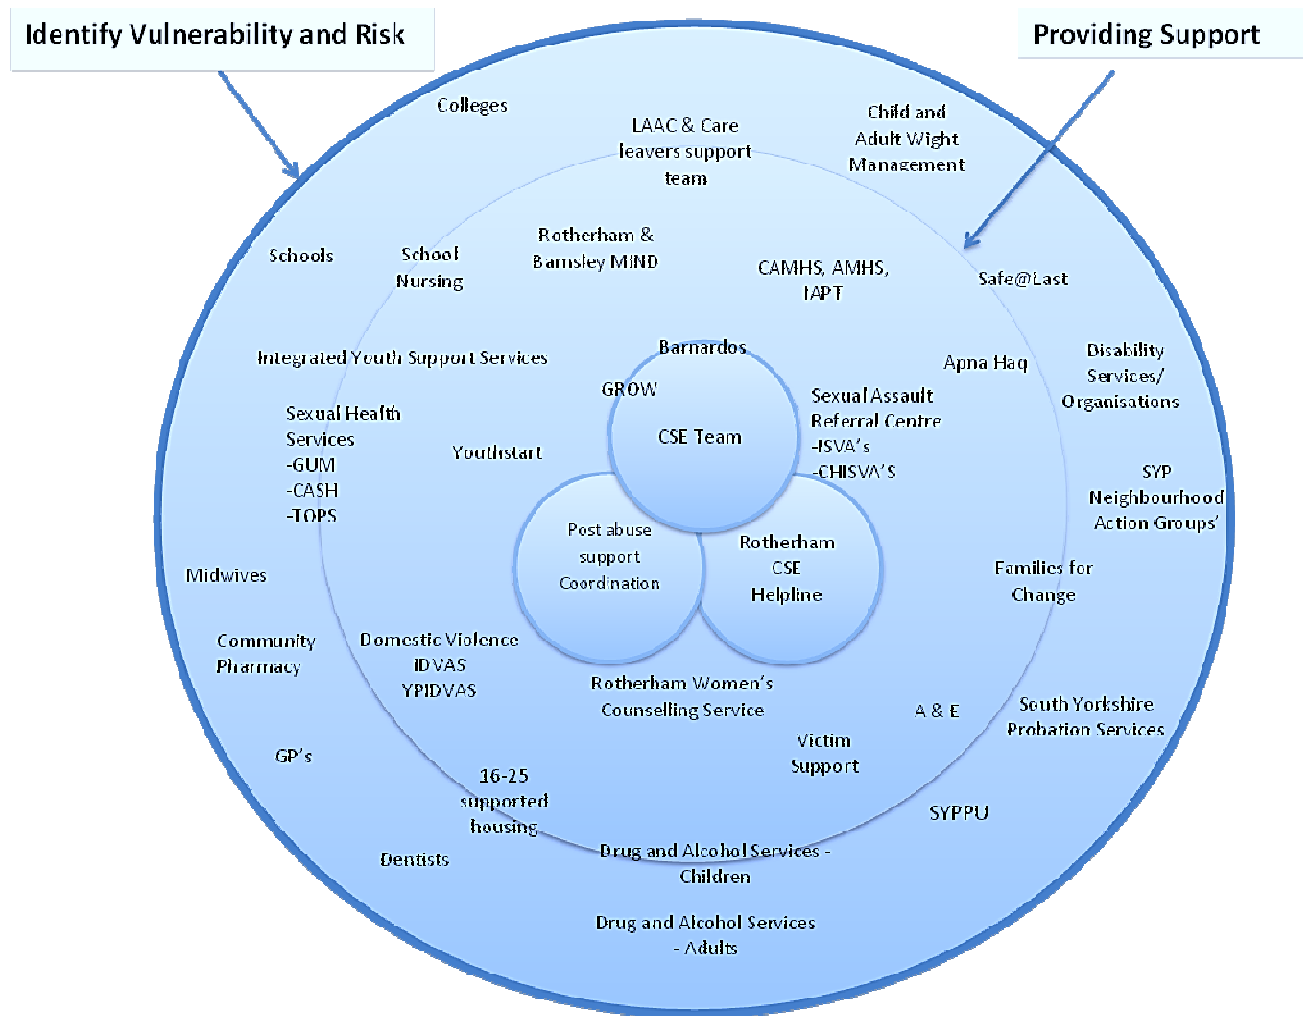 Identify Vulnerability and Risk
Providing Support
Colleges
Child and
Adult Wight
Management
LAAC & Care
leavers support
team
Rotherham &
Barnsley MIND
Schools
School
Nursing
CAMHS, AMHS,
IAPT
Safe@Last
Barnardos
Integrated Youth Support Services
Apna Haq
Disability
Services/
Organisations
GROW
Sexual Assault
Referral Centre
-ISVA's
-CHISVA'S
Sexual Health
Services
-GUM
-CASH
-TOPS
CSE Team
Youthstart
SYP
Neighbourhood
Action Groups'
Post abuse
support
Coordination
Rotherham
CSE
Helpline
Midwives
Families for
Change
Community
Pharmacy
Domestic Violence
IDVAS
YPIDVAS
Rotherham Women's
Counselling Service
A & E
South Yorkshire
Probation Services
Victim
Support
GP's
16-25
supported
housing
SYPPU
Dentists
Drug and Alcohol Services -
Children
Drug and Alcohol Services
- Adults